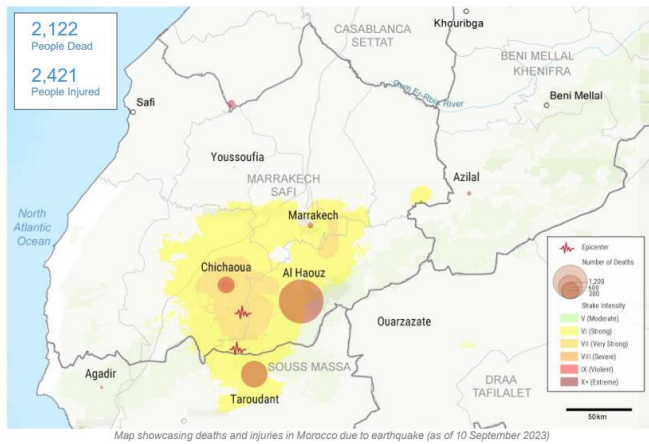 2,122
People Dead
2,421
People Injured
CASABLANCA
SETTAT
Khouribga
BENI MELLAL
KHENIFRA
Oum Er-Rbia River
Safi
Beni Mellal
Youssoufia
MARRAKECH
SAFI
Azilal
North
Atlantic
Ocean
Marrakech
Chichaoua
Al Haouz
Ouarzazate
SOUSS MASSA
Agadir
Taroudant
DRAA
TAFILALET
Epicenter
Number of Deaths
1,200
600
300
Shake Intensity
V (Moderate)
VI (Strong)
VII (Very Strong)
VIII (Severe)
IX (Violent)
X+ (Extreme)
50km
Map showcasing deaths and injuries in Morocco due to earthquake (as of 10 September 2023)